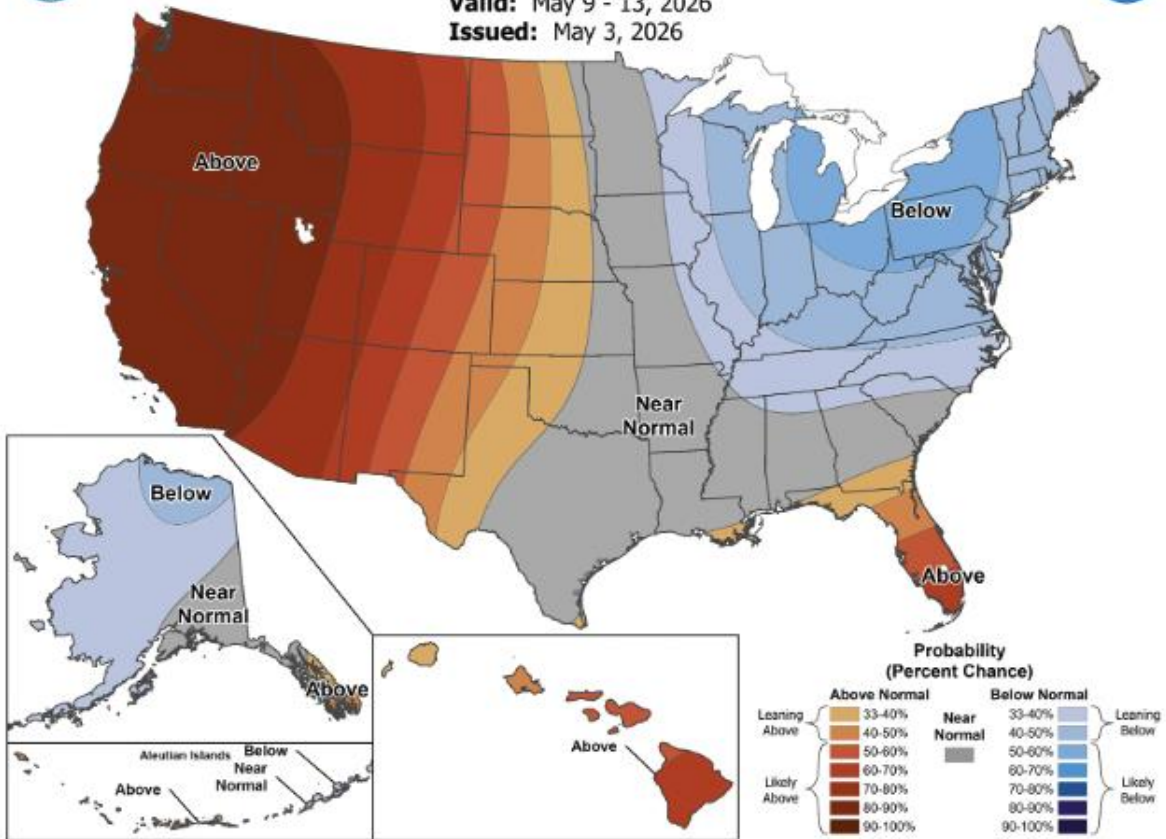 Valid: May 9 - 13, 2026
Issued: May 3, 2026
Above
Below
Near
Normal
Above
Below
Near
Normal
Above
Aleutian Islands
Below
Near
Normal
Above
Above
Probability
(Percent Chance)
Above Normal
Below Normal
Leaning
Above
33-40%
40-50%
Likely
Above
50-60%
60-70%
70-80%
80-90%
90-100%
Near
Normal
33-40%
40-50%
Leaning
Below
50-60%
60-70%
70-80%
80-90%
90-100%
Likely
Below